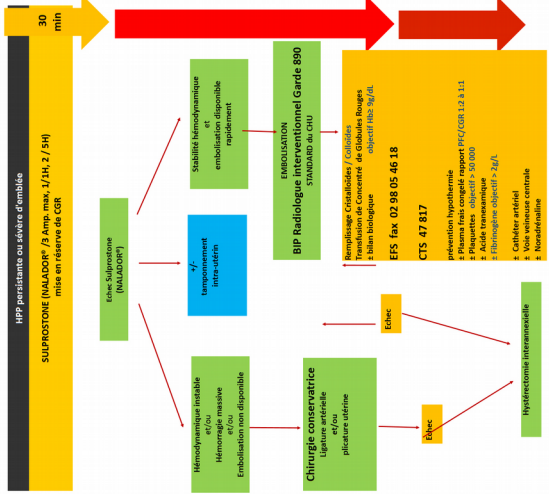 30
min
HPP persistante ou sévère d'emblée
SULPROSTONE (NALADOR® /3 Amp. max, 1/1H, 2 / 5H)
mise en réserve de CGR
Echec Sulprostone
(NALADOR®)
Stabilité hémodynamique
et
embolisation disponible
rapidement
+/-
tamponnement
intra-utérin
Hémodynamique instable
et/ou
Hémorragie massive
et/ou
Embolisation non disponible
EMBOLISATION
BIP Radiologue interventionnel Garde 890
STANDARD du CHU
Chirurgie conservatrice
Ligature artérielle
et/ou
plicature utérine
Remplissage Cristalloïdes / Colloïdes
Transfusion de Concentré de Globules Rouges
± Bilan biologique objectif Hb≥ 9g/dL
EFS fax 02 98 05 46 18
CTS 47 817
prévention hypothermie
± Plasma frais congelé rapport PFC/CGR 1:2 à 1:1
± Plaquettes objectif > 50 000
± Acide tranexamique
± Fibrinogène objectif > 2g/L
± Cathéter artériel
± Voie veineuse centrale
± Noradrénaline
Echec
Echec
Hystérectomie interannexielle